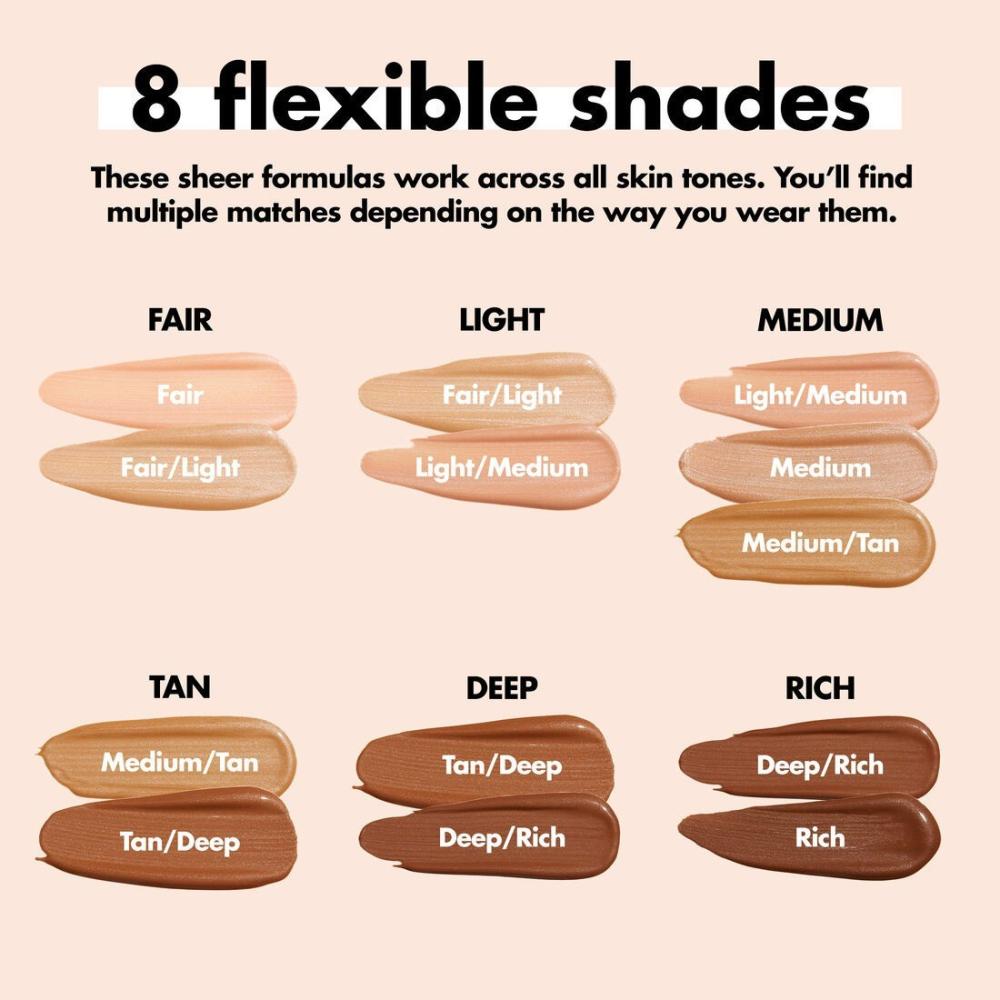 8 flexible shades
These sheer formulas work across all skin tones. You'll find
multiple matches depending on the way you wear them.
FAIR
Fair
Fair/Light
LIGHT
Fair/Light
Light/Medium
MEDIUM
Light/Medium
Medium
Medium/Tan
TAN
Medium/Tan
Tan/Deep
DEEP
Tan/Deep
Deep/Rich
RICH
Deep/Rich
Rich